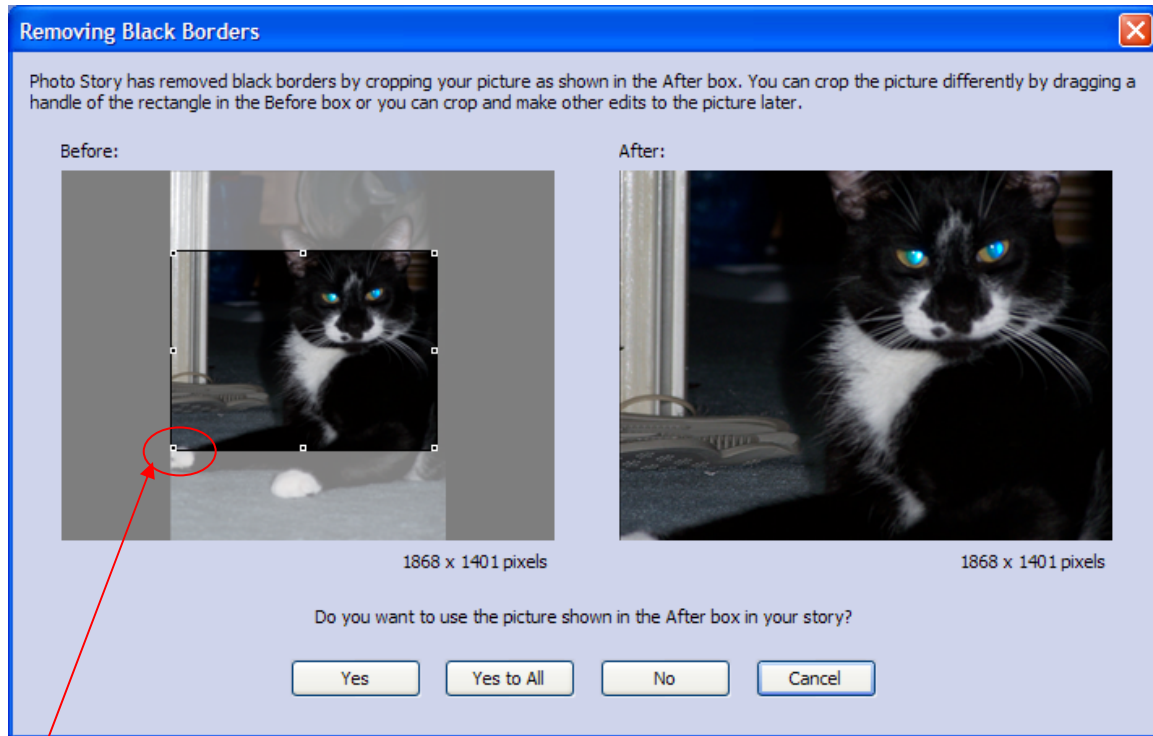 Removing Black Borders
Photo Story has removed black borders by cropping your picture as shown in the After box. You can crop the picture differently by dragging a
handle of the rectangle in the Before box or you can crop and make other edits to the picture later.
Before:
After:
1868 x 1401 pixels
1868 x 1401 pixels
Do you want to use the picture shown in the After box in your story?
Yes
Yes to All
No
Cancel